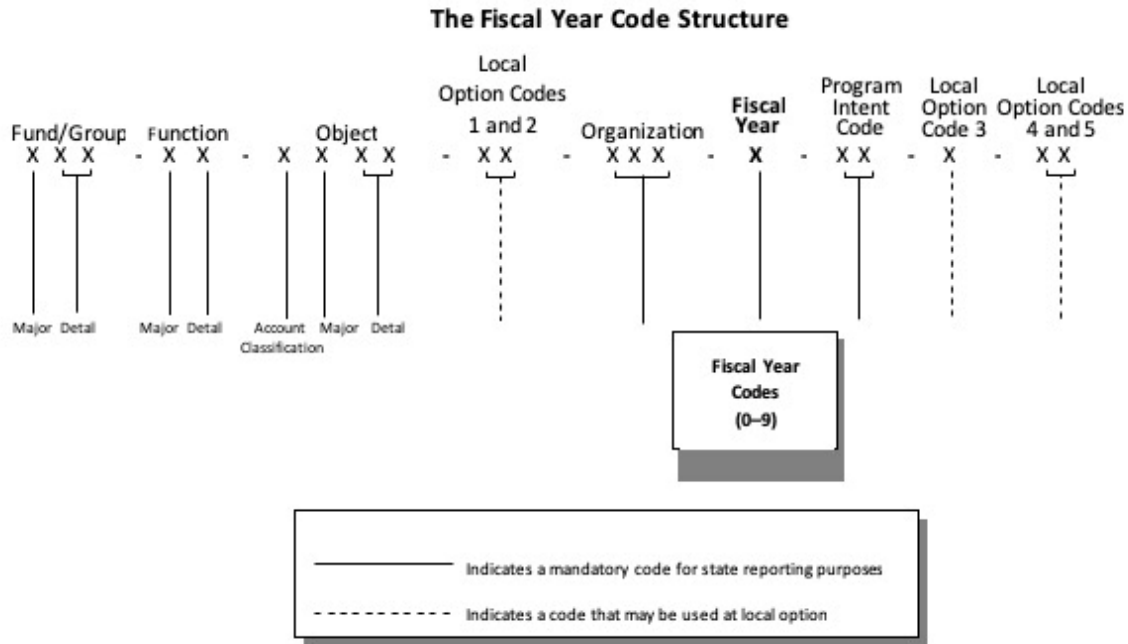 The Fiscal Year Code Structure
Local
Option Codes
1 and 2
Fiscal
Year
Program
Intent
Code
Local
Option
Code 3
Local
Option Codes
4 and 5
Fund/Group Function Object Organization
X X X - X X - X X X X - X X - X X X - X - X X - X - X X
Major Detal Major Detal Account Major Detal
Classification
Fiscal Year
Codes
(0–9)
Indicates a mandatory code for state reporting purposes
Indicates a code that may be used at local option